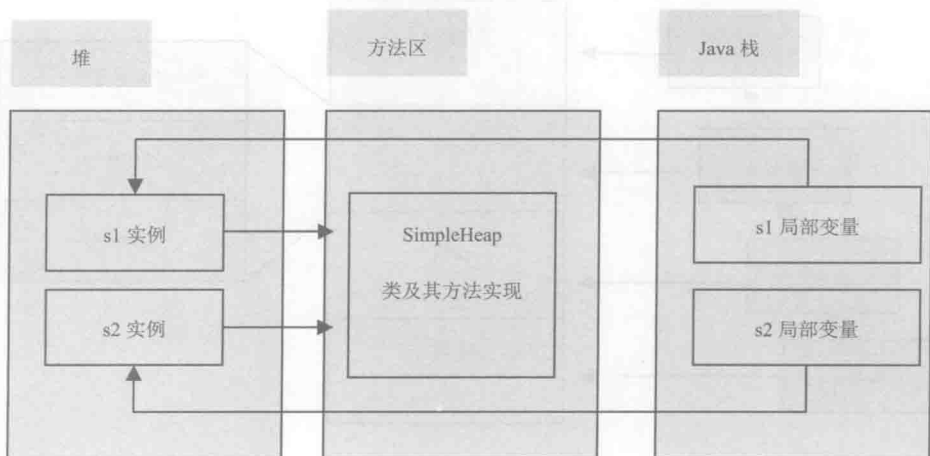 堆
方法区
Java 栈
s1 实例
s2 实例
SimpleHeap
类及其方法实现
s1 局部变量
s2 局部变量